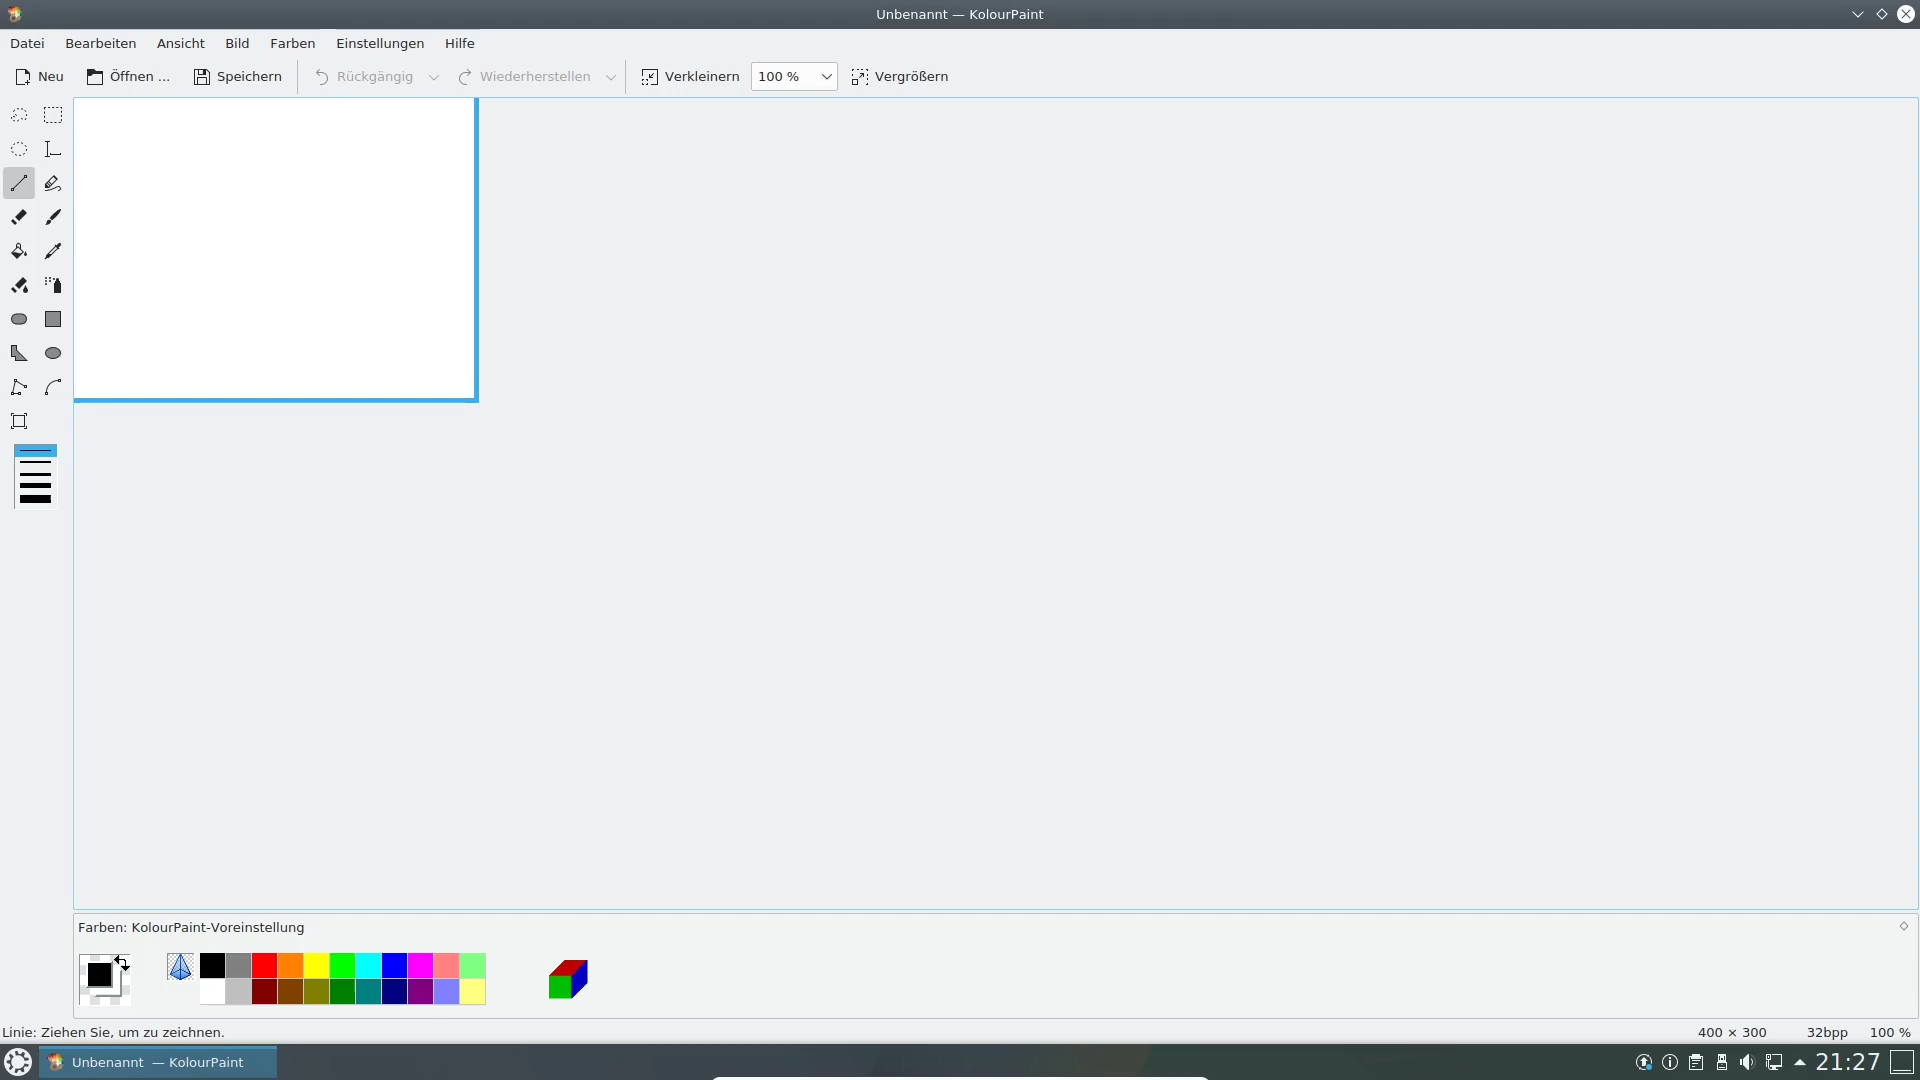 Unbenannt — KolourPaint
Datei Bearbeiten Ansicht Bild Farben Einstellungen Hilfe
Neu Öffnen ... Speichern Rückgängig Wiederherstellen Verkleinern 100 % Vergrößern
Farben: KolourPaint-Voreinstellung
Linie: Ziehen Sie, um zu zeichnen. 400 × 300 32bpp 100 %
Unbenannt — KolourPaint 21:27